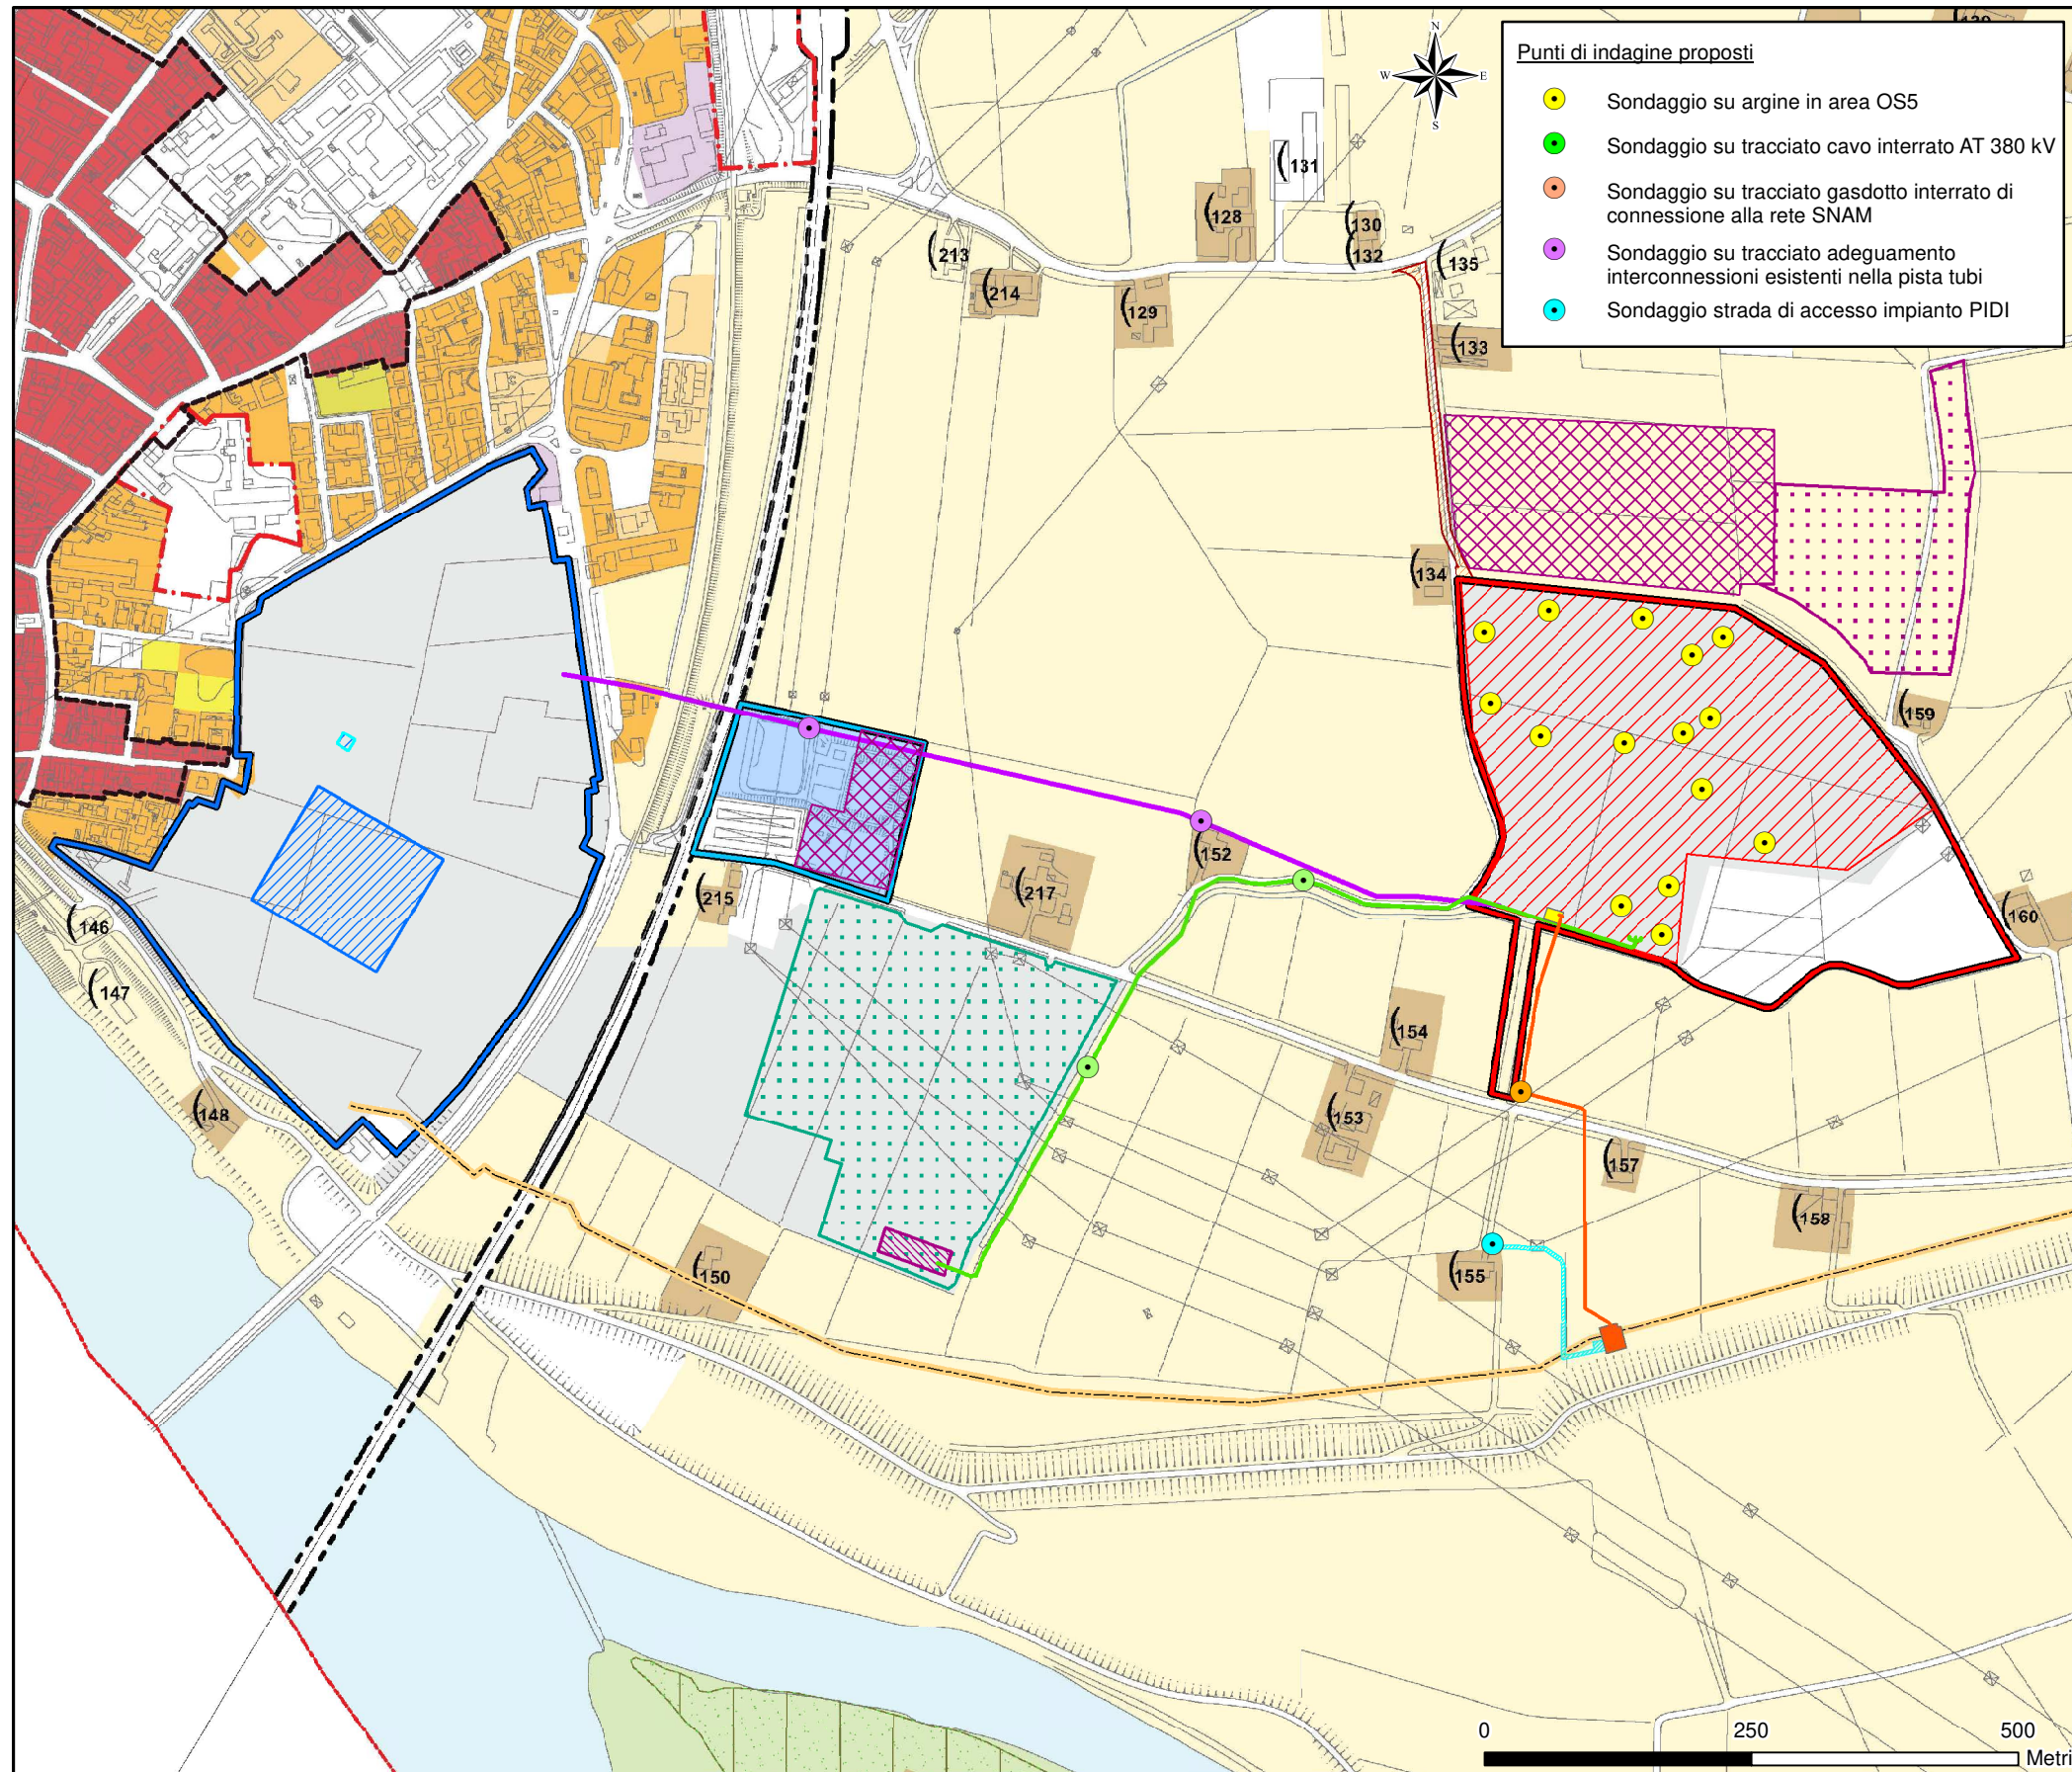 N
W
E
S
Punti di indagine proposti
Sondaggio su argine in area OS5
Sondaggio su tracciato cavo interrato AT 380 kV
Sondaggio su tracciato gasdotto interrato di
connessione alla rete SNAM
Sondaggio su tracciato adeguamento
interconnessioni esistenti nella pista tubi
Sondaggio strada di accesso impianto PIDI
131
128
130
132
213
135
214
129
133
134
159
152
217
215
160
146
147
154
148
153
157
158
150
155
0
250
500
Metri